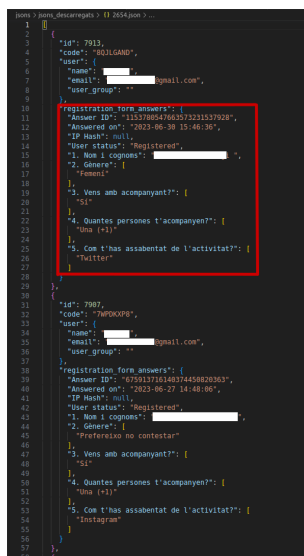 jsons > jsons_descarregats > {} 2654.json > ...
1 [
2 {
3 "id": 7913,
4 "code": "8QJLGAND",
5 "user": {
6 "name": "
7 "email": " @gmail.com",
8 "user_group": ""
9 },
10 "registration_form_answers": {
11 "Answer ID": "1153780547663573231537928",
12 "Answered on": "2023-06-30 15:46:36",
13 "IP Hash": null,
14 "User status": "Registered",
15 "1. Nom i cognoms": " ",
16 "2. Gènere": [
17 "Femení"
18 ],
19 "3. Vens amb acompanyant?": [
20 "Sí"
21 ],
22 "4. Quantes persones t'acompanyen?": [
23 "Una (+1)"
24 ],
25 "5. Com t'has assabentat de l'activitat?": [
26 "Twitter"
27 ]
28 }
29 },
30 {
31 "id": 7907,
32 "code": "7WPDKXP8",
33 "user": {
34 "name": " ",
35 "email": " @gmail.com",
36 "user_group": ""
37 },
38 "registration_form_answers": {
39 "Answer ID": "675913716140374450820363",
40 "Answered on": "2023-06-27 14:48:06",
41 "IP Hash": null,
42 "User status": "Registered",
43 "1. Nom i cognoms": " ",
44 "2. Gènere": [
45 "Prefereixo no contestar"
46 ],
47 "3. Vens amb acompanyant?": [
48 "Sí"
49 ],
50 "4. Quantes persones t'acompanyen?": [
51 "Una (+1)"
52 ],
53 "5. Com t'has assabentat de l'activitat?": [
54 "Instagram"
55 ]
56 }
57 },